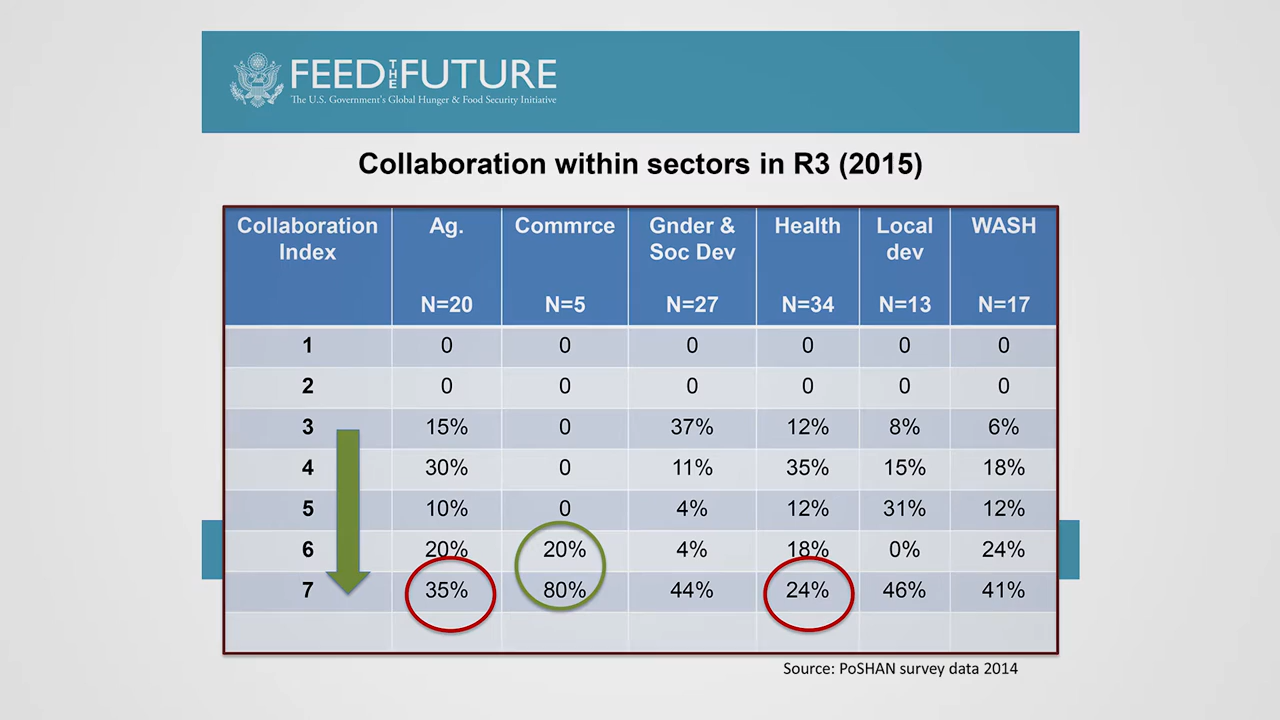 FEED THE FUTURE
The U.S. Government's Global Hunger & Food Security Initiative
Collaboration within sectors in R3 (2015)
Collaboration Index Ag. N=20 Commrce N=5 Gnder & Soc Dev N=27 Health N=34 Local dev N=13 WASH N=17
1 0 0 0 0 0 0
2 0 0 0 0 0 0
3 15% 0 37% 12% 8% 6%
4 30% 0 11% 35% 15% 18%
5 10% 0 4% 12% 31% 12%
6 20% 20% 4% 18% 0% 24%
7 35% 80% 44% 24% 46% 41%
Source: PoSHAN survey data 2014